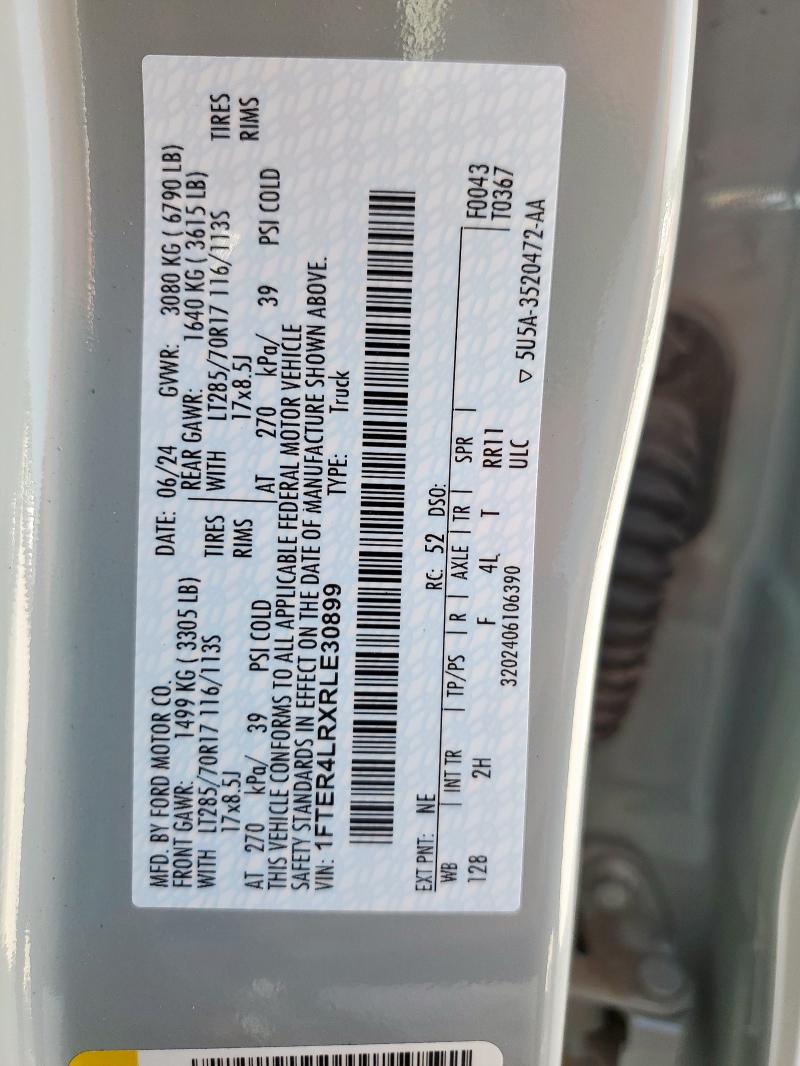 MFD. BY FORD MOTOR CO. DATE: 06/24 GVWR: 3080 KG ( 6790 LB)
FRONT GAWR: 1499 KG ( 3305 LB) REAR GAWR: 1640 KG ( 3615 LB)
WITH LT285/70R17 116/113S TIRES WITH LT285/70R17 116/113S TIRES
17x8.5J RIMS 17x8.5J RIMS
AT 270 kPa/ 39 PSI COLD AT 270 kPa/ 39 PSI COLD
THIS VEHICLE CONFORMS TO ALL APPLICABLE FEDERAL MOTOR VEHICLE
SAFETY STANDARDS IN EFFECT ON THE DATE OF MANUFACTURE SHOWN ABOVE.
VIN: 1FTER4LRXRLE30899 TYPE: Truck
EXT PNT: NE RC: 52 DSO: F0043
WB INT TR TP/PS R AXLE TR SPR T0367
128 2H F 4L T RR11
3202406106390 ULC
▽ 5U5A-3520472-AA